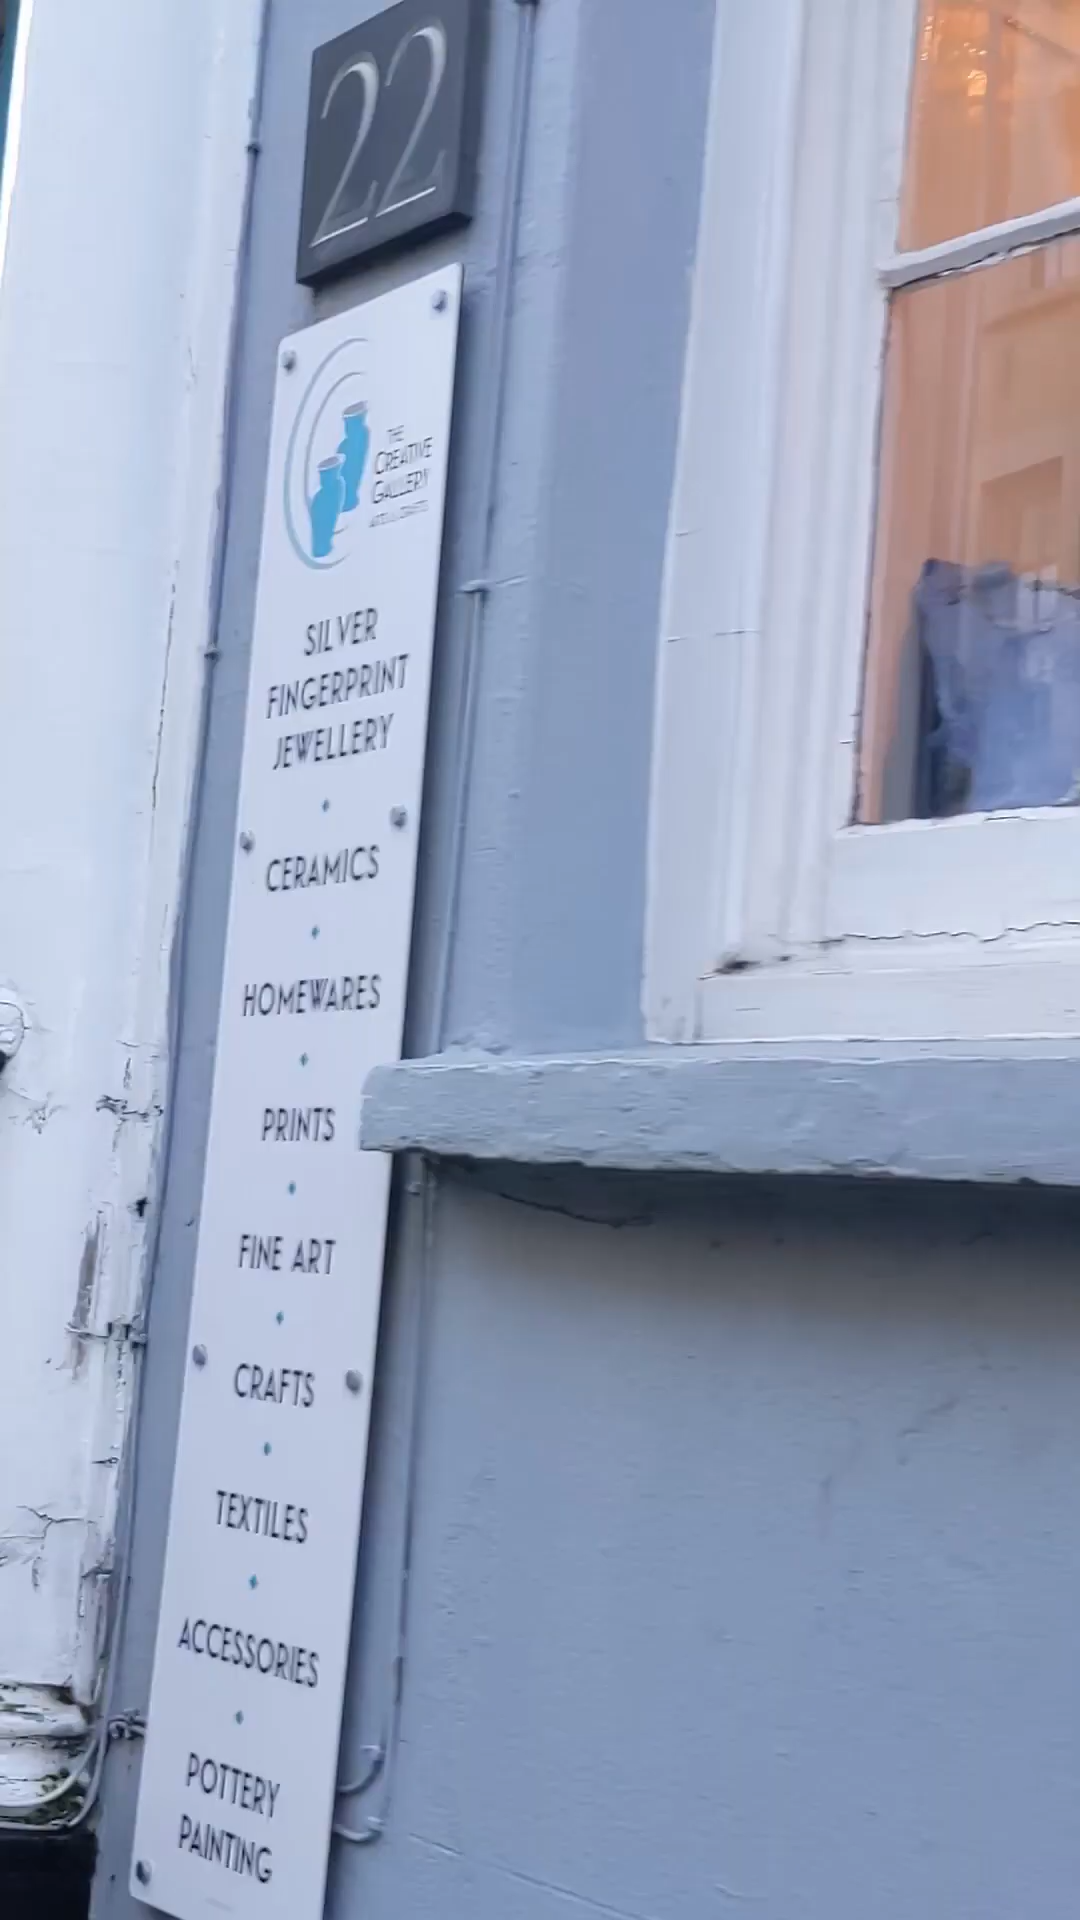 22
THE
CREATIVE
GALLERY
SILVER
FINGERPRINT
JEWELLERY
CERAMICS
HOMEWARES
PRINTS
FINE ART
CRAFTS
TEXTILES
ACCESSORIES
POTTERY
PAINTING